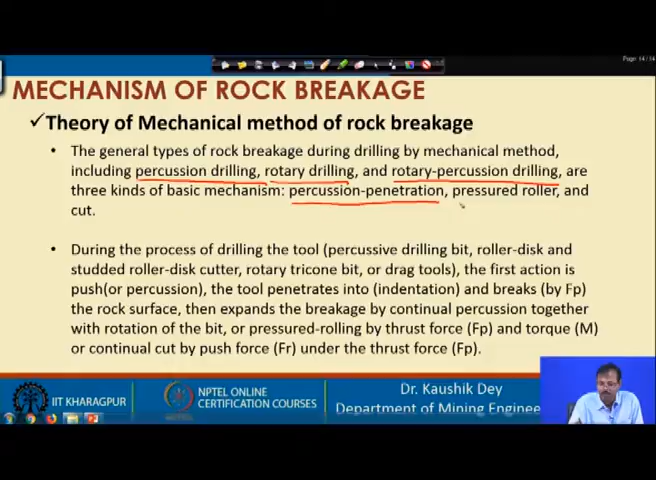 Page: 14 / 14
MECHANISM OF ROCK BREAKAGE
✓Theory of Mechanical method of rock breakage
• The general types of rock breakage during drilling by mechanical method,
including percussion drilling, rotary drilling, and rotary-percussion drilling, are
three kinds of basic mechanism: percussion-penetration, pressured roller, and
cut.
• During the process of drilling the tool (percussive drilling bit, roller-disk and
studded roller-disk cutter, rotary tricone bit, or drag tools), the first action is
push(or percussion), the tool penetrates into (indentation) and breaks (by Fp)
the rock surface, then expands the breakage by continual percussion together
with rotation of the bit, or pressured-rolling by thrust force (Fp) and torque (M)
or continual cut by push force (Fr) under the thrust force (Fp).
IIT KHARAGPUR
NPTEL ONLINE
CERTIFICATION COURSES
Dr. Kaushik Dey
Department of Mining Enginee